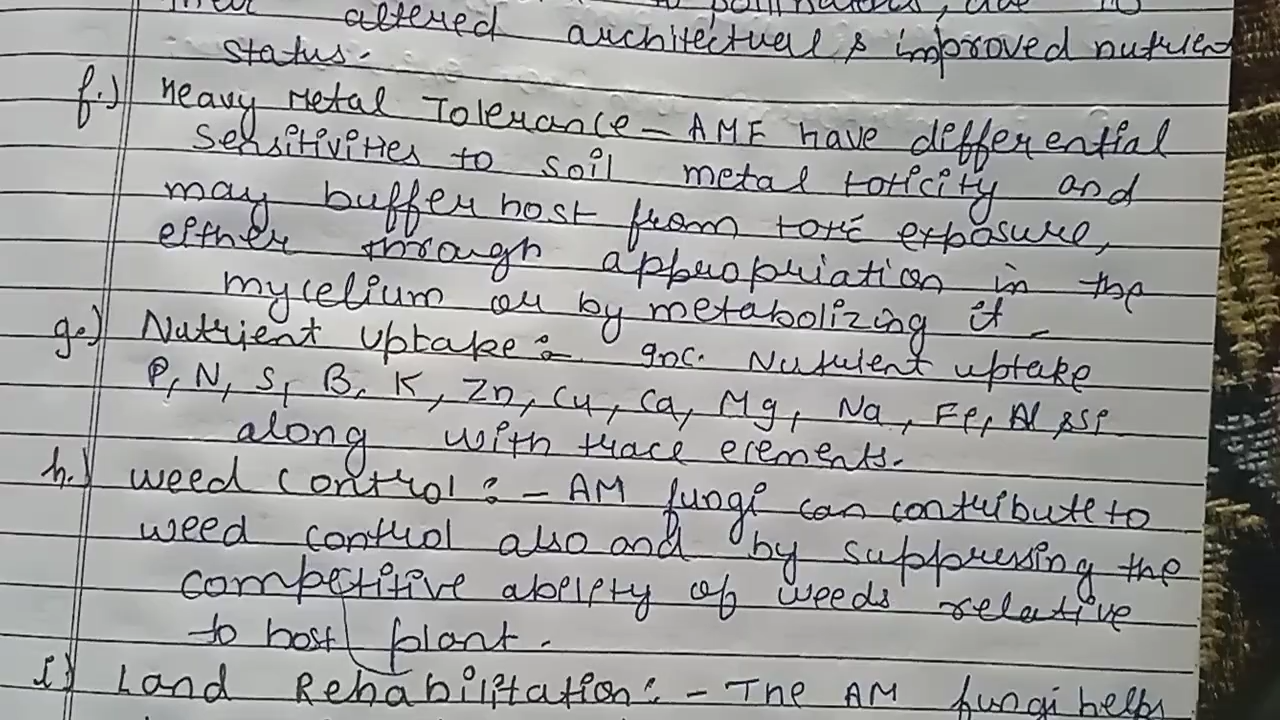 altered architectual & improved nutrien
status.
f.) Heavy Metal Tolerance - AMF have differential
sensitivities to soil metal toxicity and
may buffer host from toxic exposure,
either through appropriation in the
mycelium or by metabolizing it.
g.) Nutrient uptake :- Inc. Nutrient uptake
P, N, S, B, K, Zn, Cu, Ca, Mg, Na, Fe, Al & Si
along with trace elements.
h.) Weed control :- AM fungi can contribute to
weed control also and by suppressing the
competitive ability of weeds relative
to host plant.
i) Land Rehabilitation :- The AM fungi helps